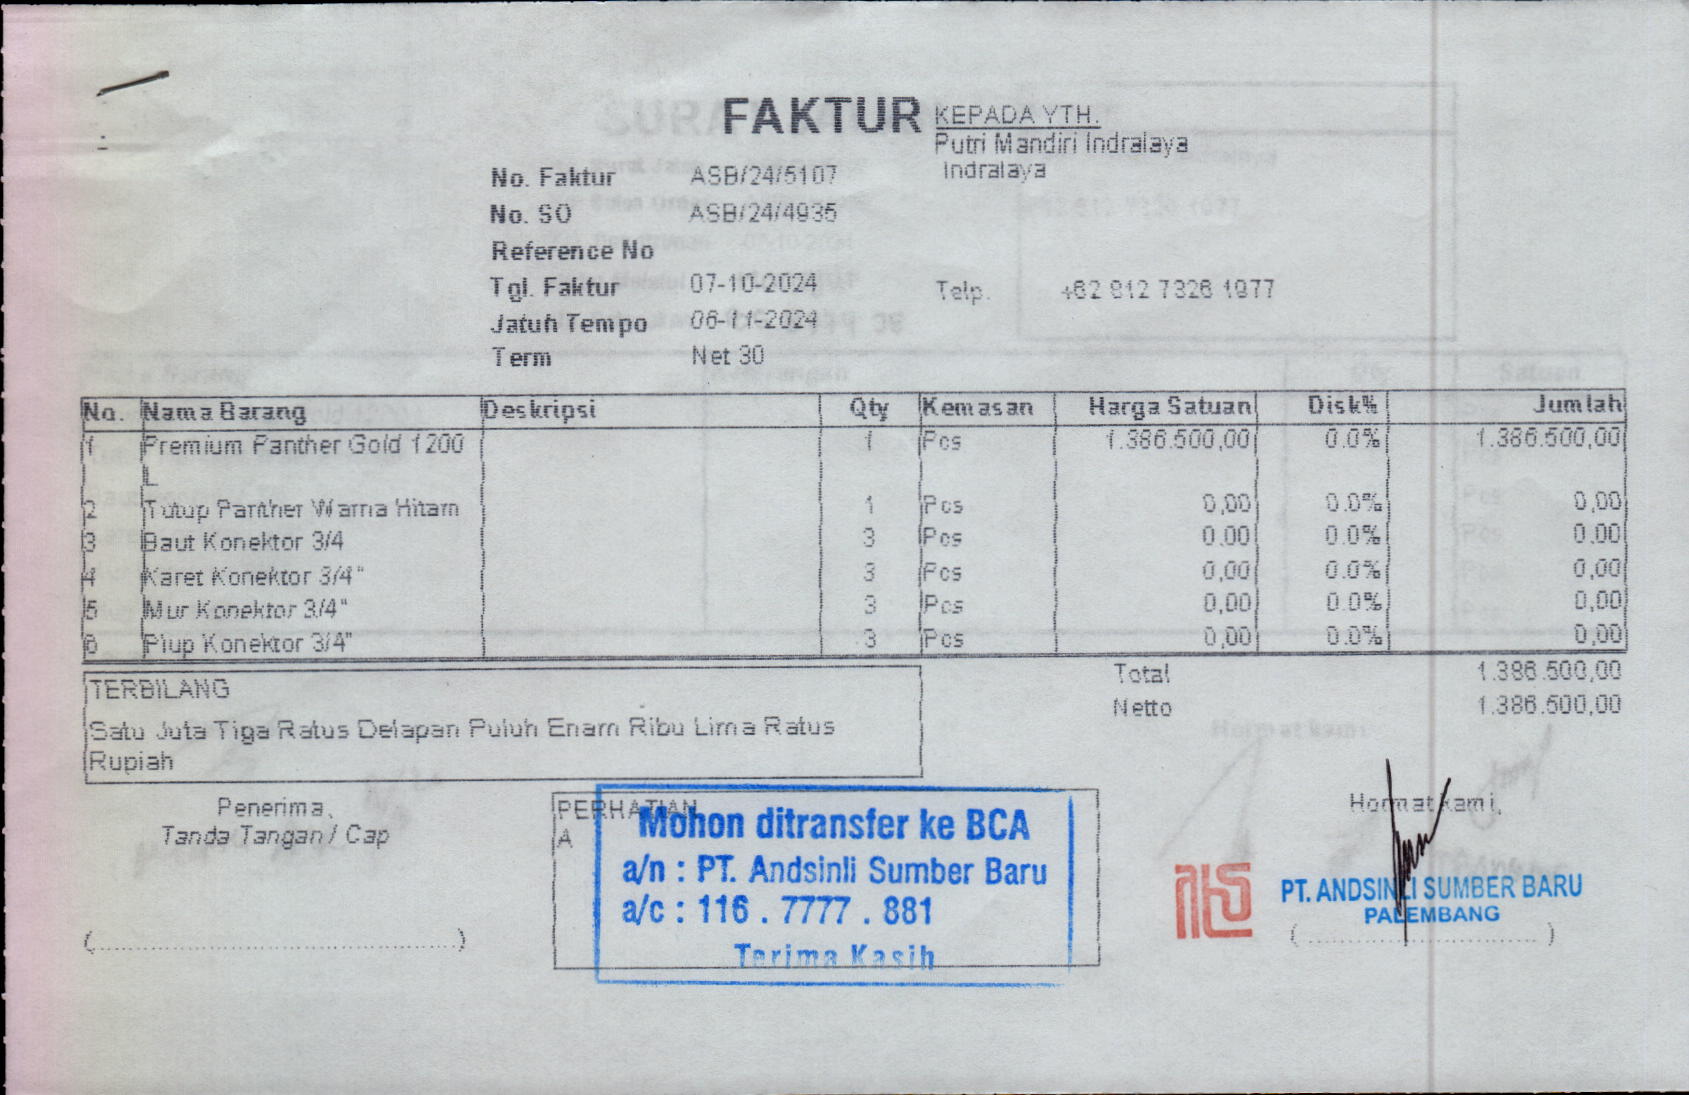 FAKTUR
KEPADA YTH.
Putri Mandiri Indralaya
Indralaya
No. Faktur ASB/24/5107
No. SO ASB/24/4935
Reference No
Tgl. Faktur 07-10-2024
Telp. +62 812 7326 1977
Jatuh Tempo 06-11-2024
Term Net 30
No. Nama Barang Deskripsi Qty Kemasan Harga Satuan Disk% Jumlah
1 Premium Panther Gold 1200 1 Pcs 1.386.500,00 0.0% 1.386.500,00
L
2 Tutup Panther Warna Hitam 1 Pcs 0,00 0.0% 0,00
3 Baut Konektor 3/4 3 Pcs 0,00 0.0% 0,00
4 Karet Konektor 3/4" 3 Pcs 0,00 0.0% 0,00
5 Mur Konektor 3/4" 3 Pcs 0,00 0.0% 0,00
6 Plup Konektor 3/4" 3 Pcs 0,00 0.0% 0,00
Total 1.386.500,00
Netto 1.386.500,00
TERBILANG
Satu Juta Tiga Ratus Delapan Puluh Enam Ribu Lima Ratus
Rupiah
Penerima,
Tanda Tangan / Cap
PERHATIAN
A
Mohon ditransfer ke BCA
a/n : PT. Andsinli Sumber Baru
a/c : 116 . 7777 . 881
Terima Kasih
Hormat kami,
PT. ANDSINLI SUMBER BARU
PALEMBANG